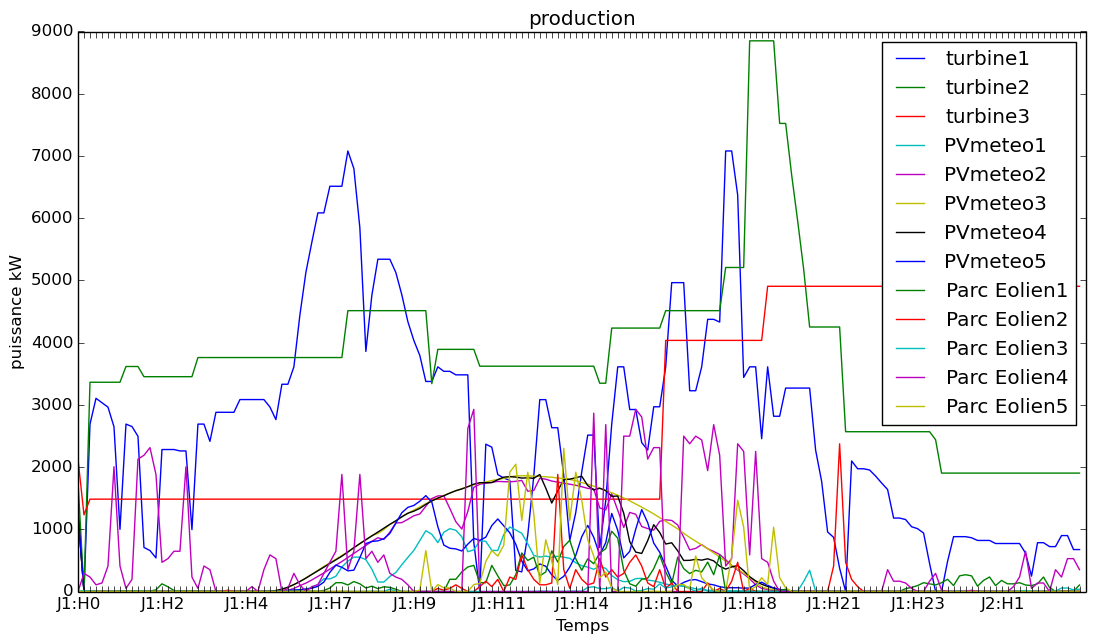 production
9000
8000
7000
6000
5000
4000
3000
2000
1000
0
puissance kW
J1:H0 J1:H2 J1:H4 J1:H7 J1:H9 J1:H11 J1:H14 J1:H16 J1:H18 J1:H21 J1:H23 J2:H1
Temps
turbine1
turbine2
turbine3
PVmeteo1
PVmeteo2
PVmeteo3
PVmeteo4
PVmeteo5
Parc Eolien1
Parc Eolien2
Parc Eolien3
Parc Eolien4
Parc Eolien5